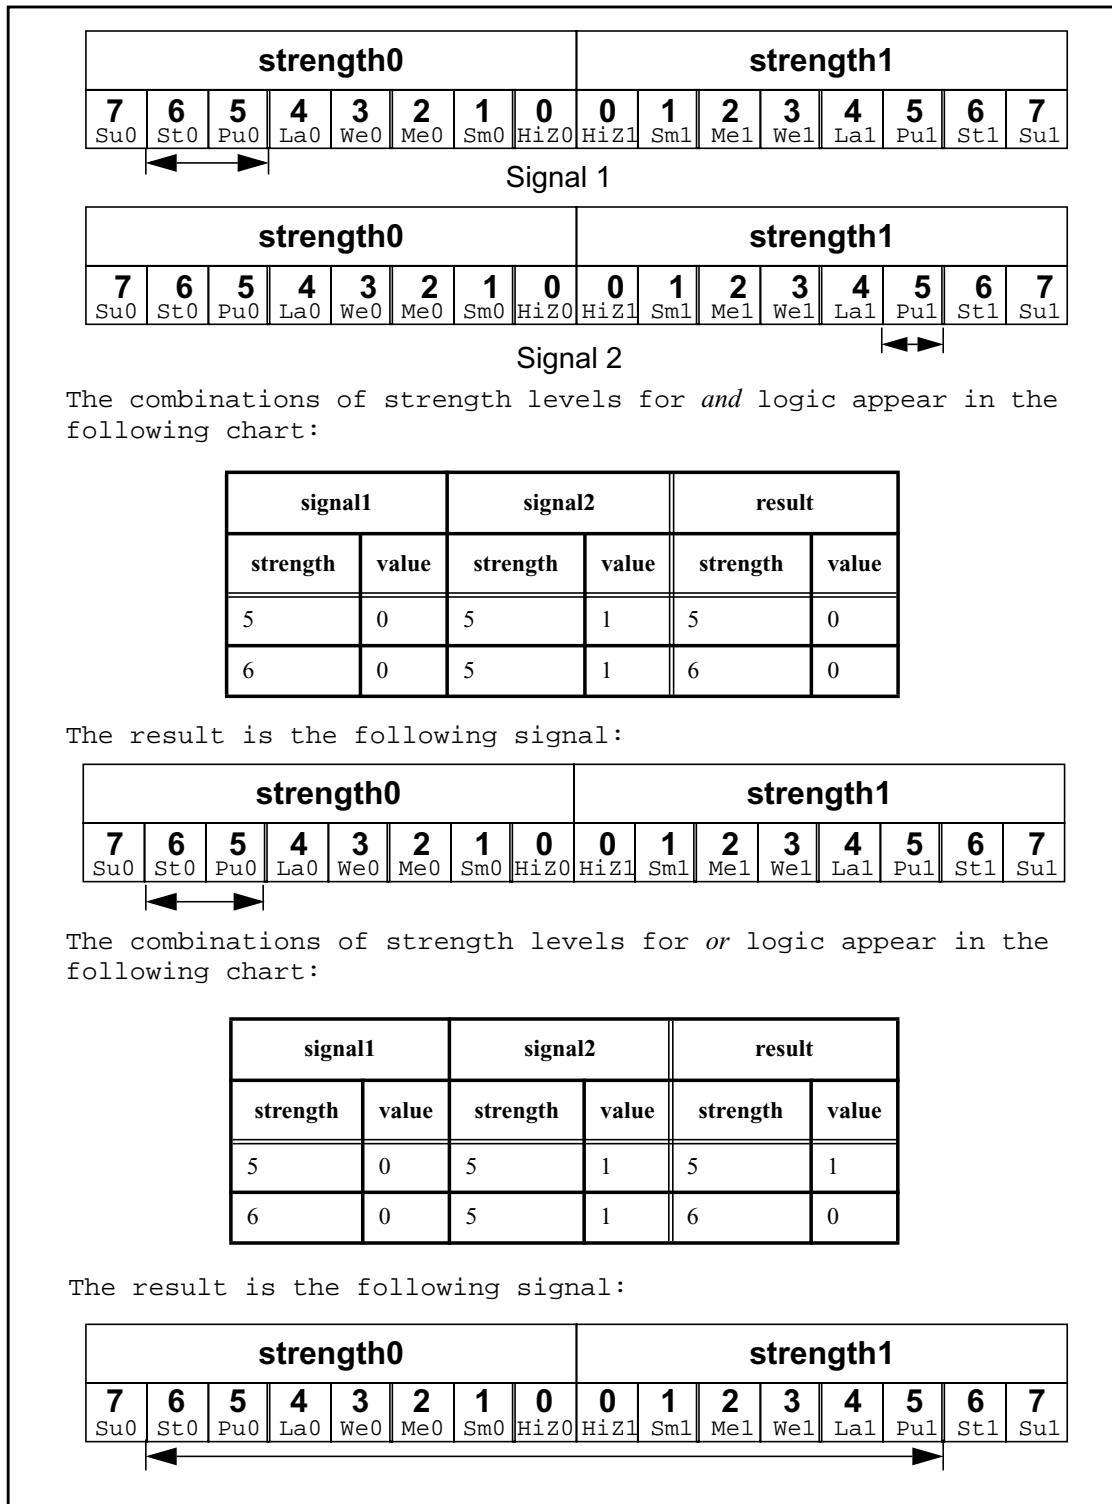 strength0 strength1
7 6 5 4 3 2 1 0 0 1 2 3 4 5 6 7
Su0 St0 Pu0 La0 We0 Me0 Sm0 HiZ0 HiZ1 Sm1 Me1 We1 La1 Pu1 St1 Su1
Signal 1
strength0 strength1
7 6 5 4 3 2 1 0 0 1 2 3 4 5 6 7
Su0 St0 Pu0 La0 We0 Me0 Sm0 HiZ0 HiZ1 Sm1 Me1 We1 La1 Pu1 St1 Su1
Signal 2
The combinations of strength levels for and logic appear in the
following chart:
signal1 signal2 result
strength value strength value strength value
5 0 5 1 5 0
6 0 5 1 6 0
The result is the following signal:
strength0 strength1
7 6 5 4 3 2 1 0 0 1 2 3 4 5 6 7
Su0 St0 Pu0 La0 We0 Me0 Sm0 HiZ0 HiZ1 Sm1 Me1 We1 La1 Pu1 St1 Su1
The combinations of strength levels for or logic appear in the
following chart:
signal1 signal2 result
strength value strength value strength value
5 0 5 1 5 1
6 0 5 1 6 0
The result is the following signal:
strength0 strength1
7 6 5 4 3 2 1 0 0 1 2 3 4 5 6 7
Su0 St0 Pu0 La0 We0 Me0 Sm0 HiZ0 HiZ1 Sm1 Me1 We1 La1 Pu1 St1 Su1